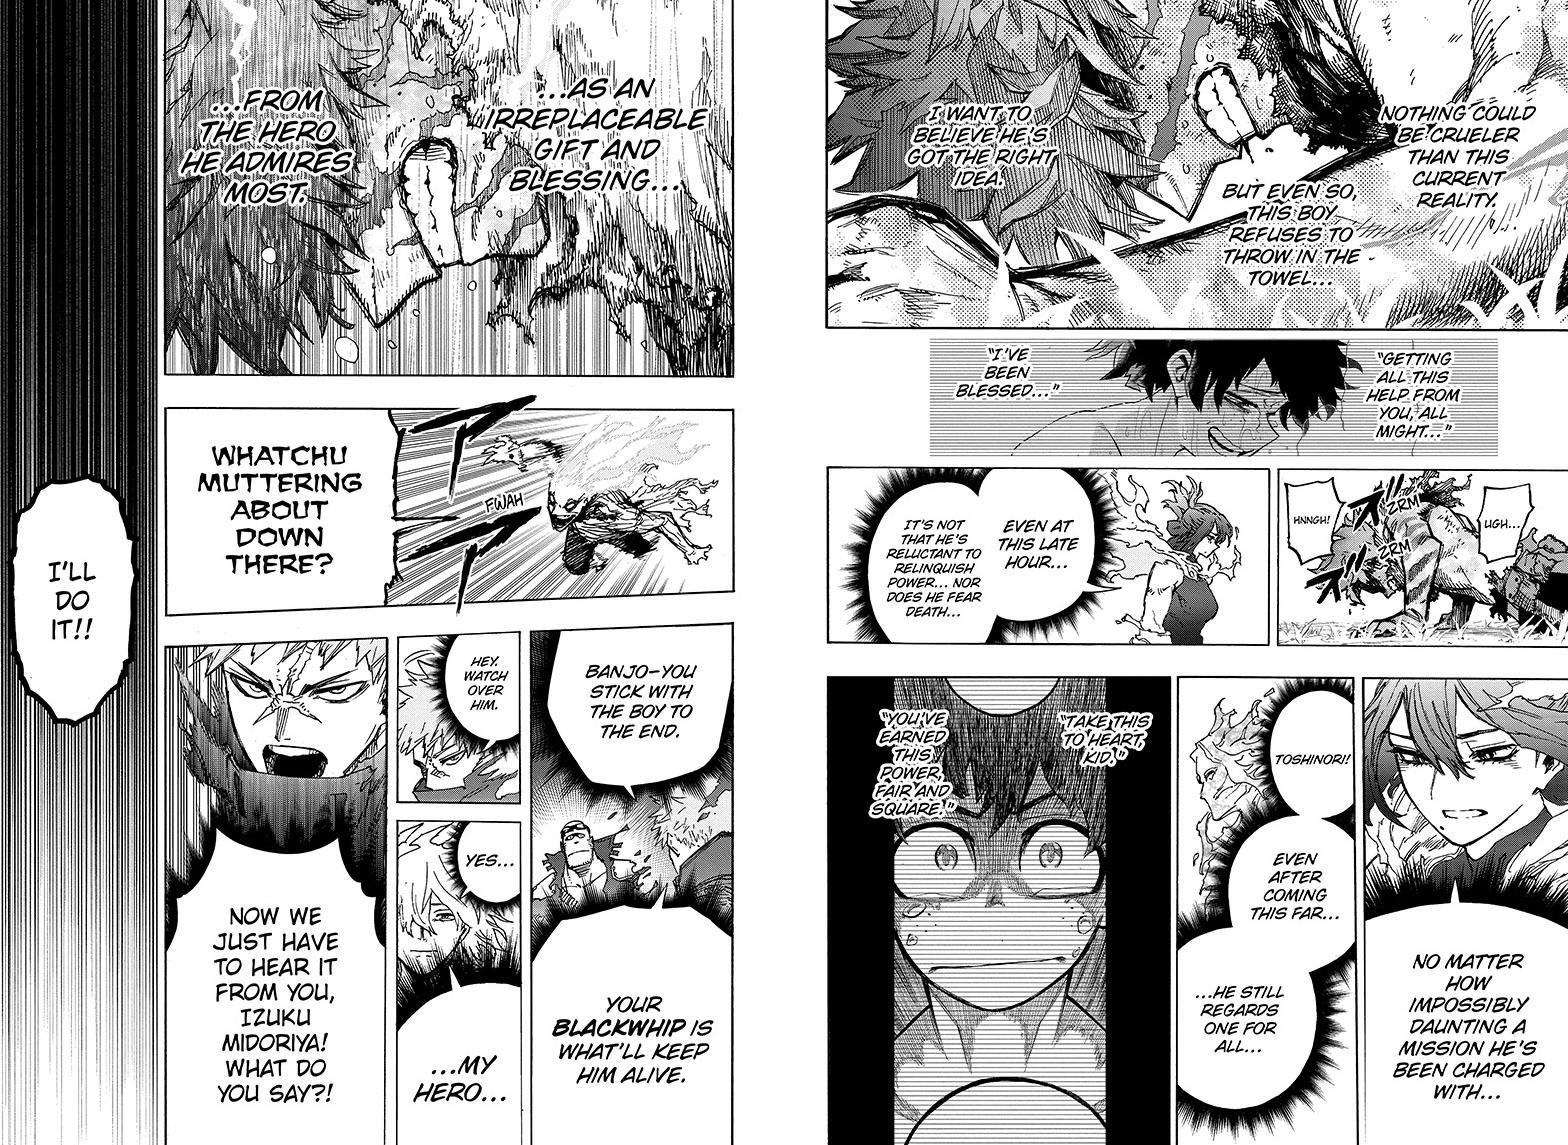 NOTHING COULD
BE CRUELER
THAN THIS
CURRENT
REALITY.
BUT EVEN SO,
THIS BOY
REFUSES TO
THROW IN THE
TOWEL...
I WANT TO
BELIEVE HE'S
GOT THE RIGHT
IDEA.
"GETTING
ALL THIS
HELP FROM
YOU, ALL
MIGHT..."
"I'VE
BEEN
BLESSED..."
UGH...
ZRM
ZRM
HNNGH!
EVEN AT
THIS LATE
HOUR...
IT'S NOT
THAT HE'S
RELUCTANT TO
RELINQUISH
POWER... NOR
DOES HE FEAR
DEATH...
NO MATTER
HOW
IMPOSSIBLY
DAUNTING A
MISSION HE'S
BEEN CHARGED
WITH...
TOSHINORI!
EVEN
AFTER
COMING
THIS FAR...
...HE STILL
REGARDS
ONE FOR
ALL...
"TAKE THIS
TO HEART,
KID."
"YOU'VE
EARNED
THIS
POWER,
FAIR AND
SQUARE."
...AS AN
IRREPLACEABLE
GIFT AND
BLESSING...
...FROM
THE HERO
HE ADMIRES
MOST.
FWAH
WHATCHU
MUTTERING
ABOUT
DOWN
THERE?
BANJO-YOU
STICK WITH
THE BOY TO
THE END.
YOUR
BLACKWHIP IS
WHAT'LL KEEP
HIM ALIVE.
HEY.
WATCH
OVER
HIM.
YES...
...MY
HERO...
NOW WE
JUST HAVE
TO HEAR IT
FROM YOU,
IZUKU
MIDORIYA!
WHAT DO
YOU SAY?!
I'LL
DO
IT!!